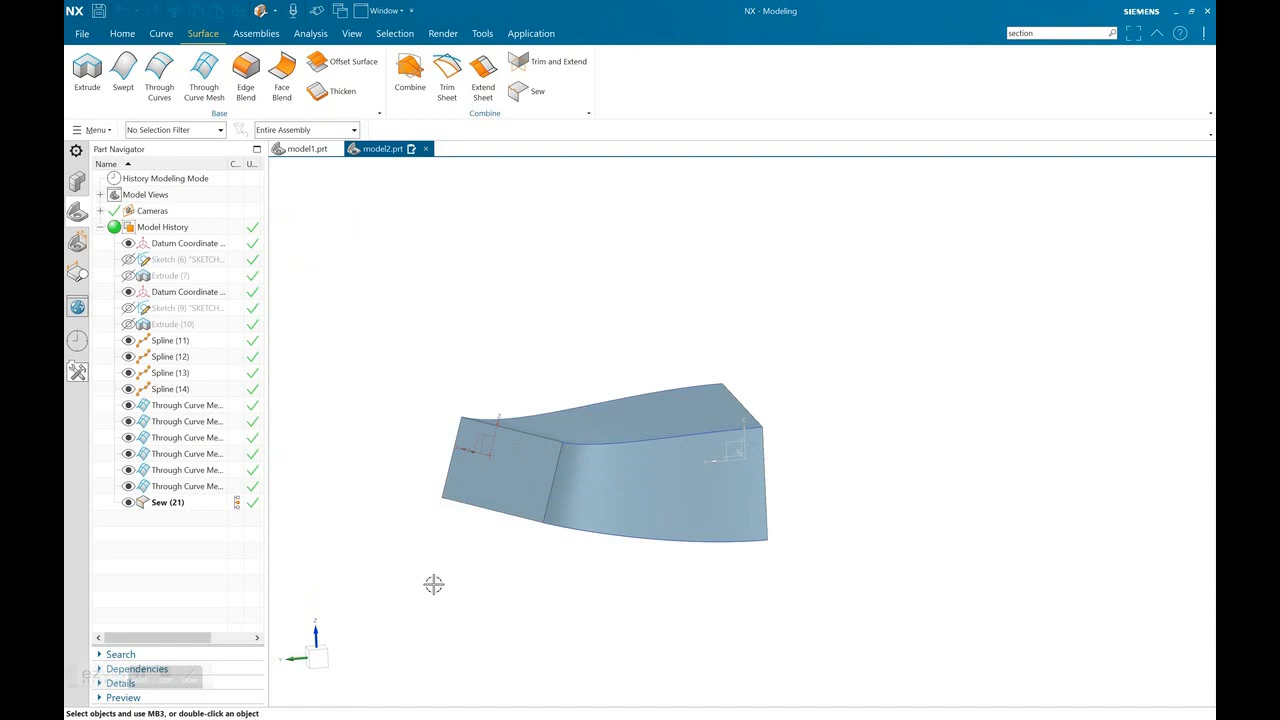 NX
Window
NX - Modeling
SIEMENS
File Home Curve Surface Assemblies Analysis View Selection Render Tools Application
section
Extrude
Swept
Through Curves
Through Curve Mesh
Edge Blend
Face Blend
Offset Surface
Thicken
Combine
Trim Sheet
Extend Sheet
Trim and Extend
Sew
Base
Combine
Menu
No Selection Filter
Entire Assembly
Part Navigator
model1.prt
model2.prt
Name C... U...
History Modeling Mode
Model Views
Cameras
Model History
Datum Coordinate ...
Sketch (6) "SKETCH...
Extrude (7)
Datum Coordinate ...
Sketch (9) "SKETCH...
Extrude (10)
Spline (11)
Spline (12)
Spline (13)
Spline (14)
Through Curve Me...
Through Curve Me...
Through Curve Me...
Through Curve Me...
Through Curve Me...
Through Curve Me...
Sew (21)
Z
Y
Search
Dependencies
Details
Preview
Select objects and use MB3, or double-click an object